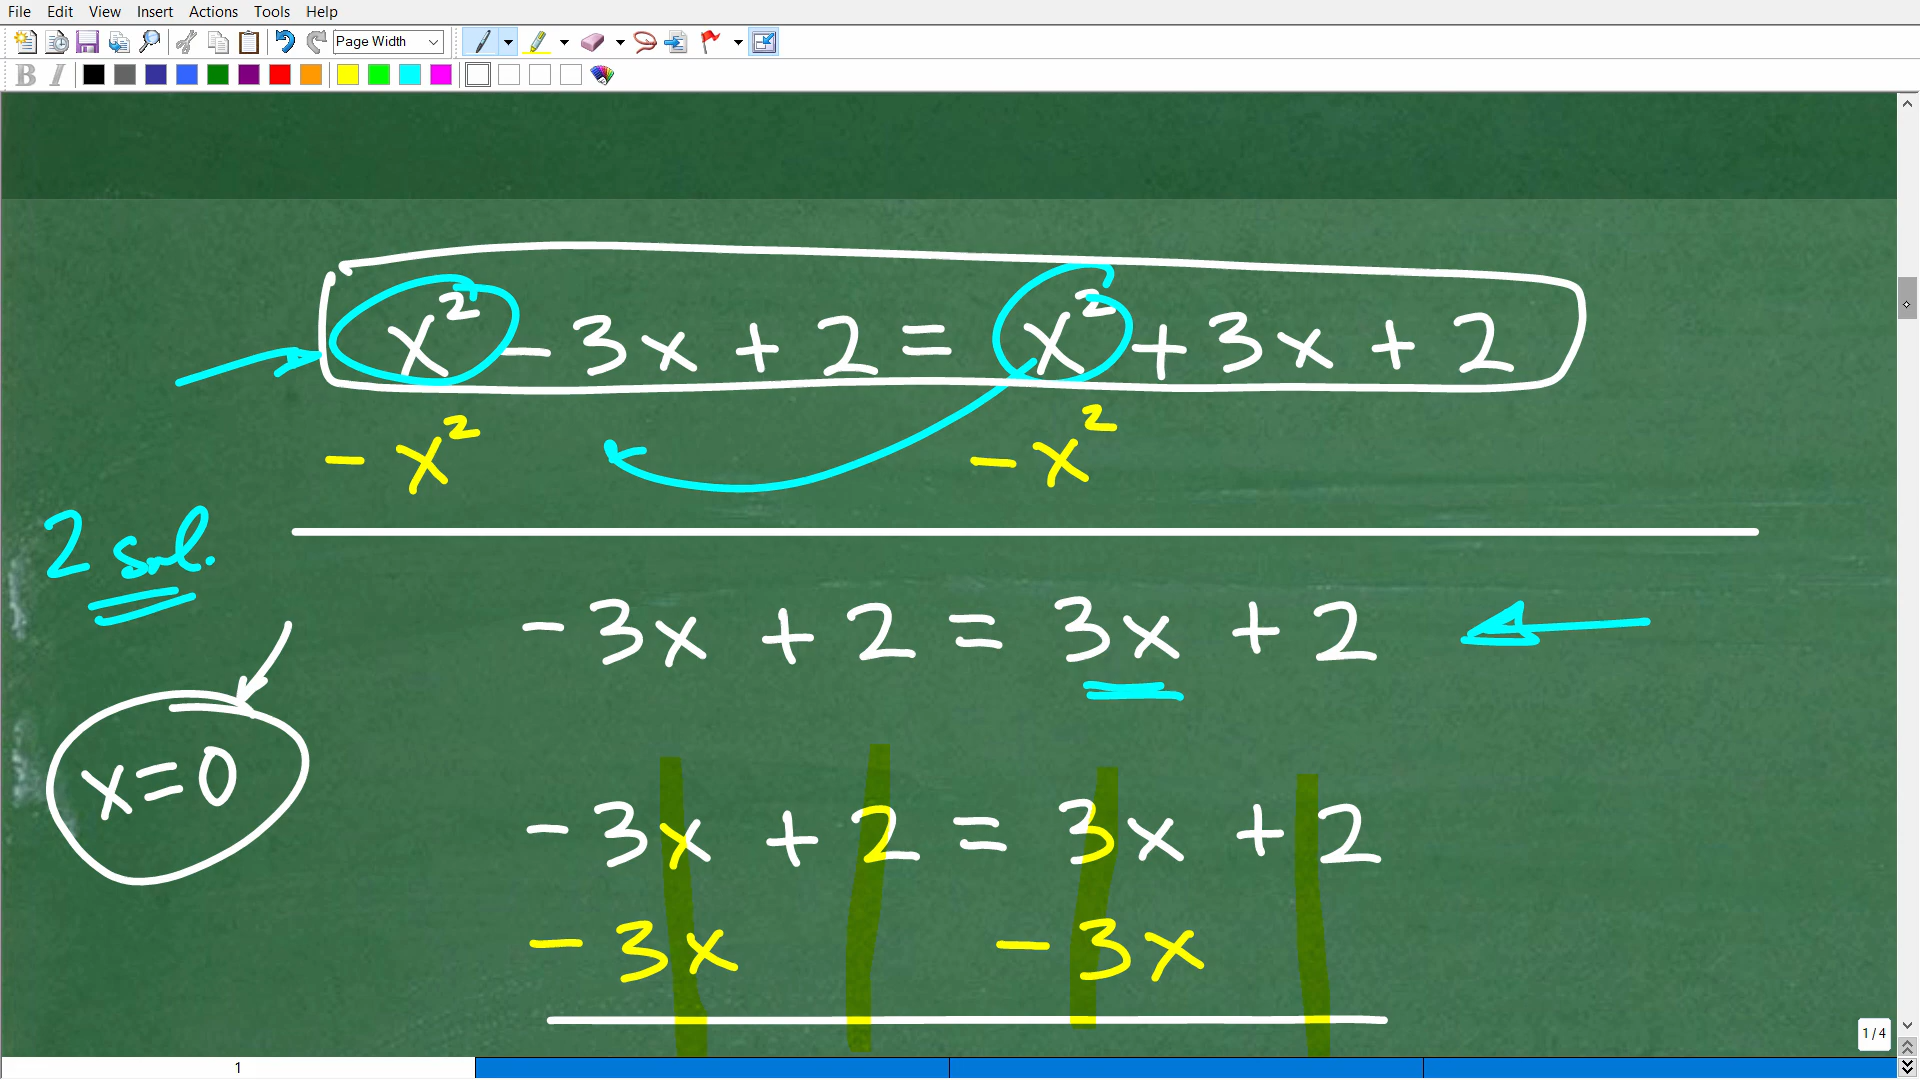 File Edit View Insert Actions Tools Help
Page Width
B I
x² - 3x + 2 = x² + 3x + 2
- x² - x²
2 sol.
-3x + 2 = 3x + 2
x = 0
-3x + 2 = 3x + 2
-3x -3x
1 / 4
1